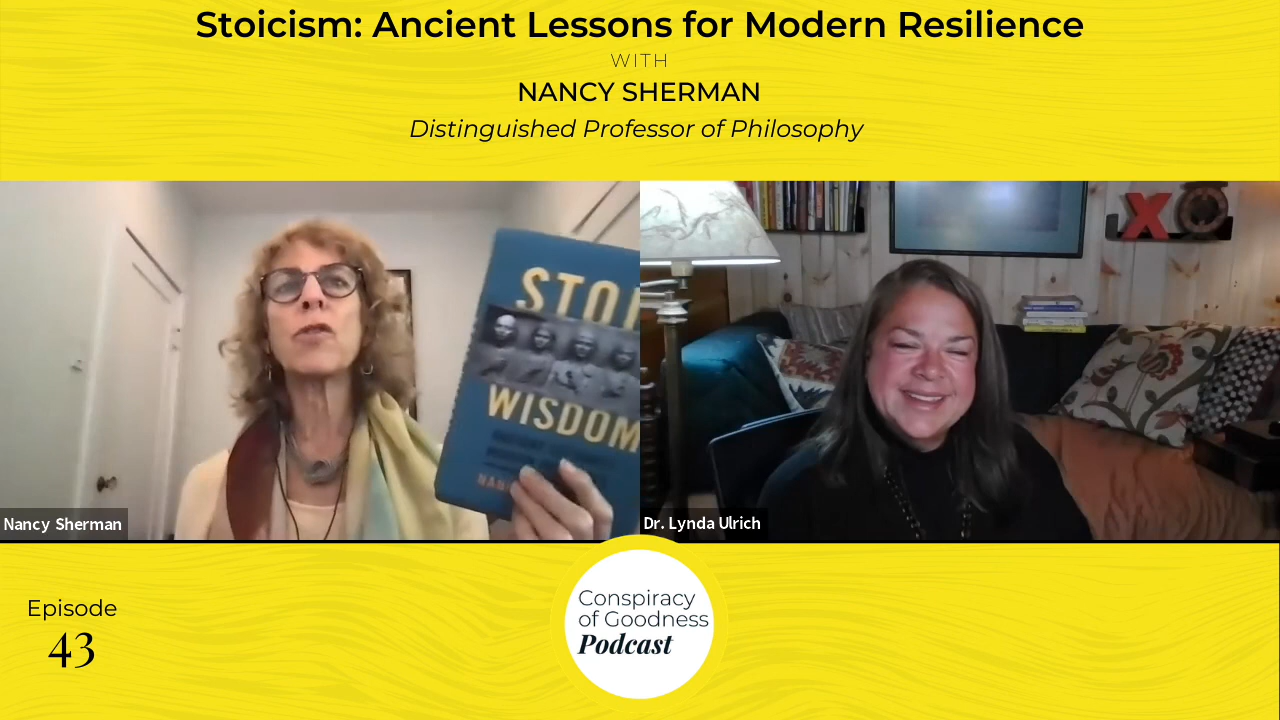 Stoicism: Ancient Lessons for Modern Resilience
WITH
NANCY SHERMAN
Distinguished Professor of Philosophy
STOI
WISDOM
Nancy Sherman
Dr. Lynda Ulrich
Episode
43
Conspiracy
of Goodness
Podcast